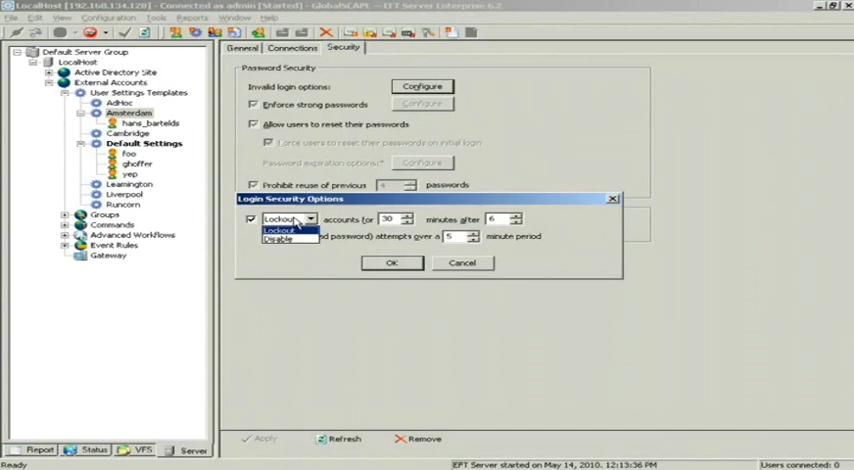 LocalHost [192.168.134.128] - Connected as admin [Started] - GlobalSCAPE EFT Server Enterprise 6.2
File Edit View Configuration Tools Reports Window Help
General Connections Security
Default Server Group
LocalHost
Active Directory Site
External Accounts
User Settings Templates
AdHoc
Amsterdam
hans_bartelds
Cambridge
Default Settings
foo
ghoffer
yep
Leamington
Liverpool
Runcorn
Groups
Commands
Advanced Workflows
Event Rules
Gateway
Password Security
Invalid login options: Configure
Enforce strong passwords Configure
Allow users to reset their passwords
Force users to reset their passwords on initial login
Password expiration options:* Configure
Prohibit reuse of previous 4 passwords
Login Security Options
Lockout accounts for 30 minutes after 6
Lockout
Disable
nd password) attempts over a 5 minute period
OK Cancel
Apply Refresh Remove
Report Status VFS Server
Ready EFT Server started on May 14, 2010. 12:13:36 PM Users connected: 0